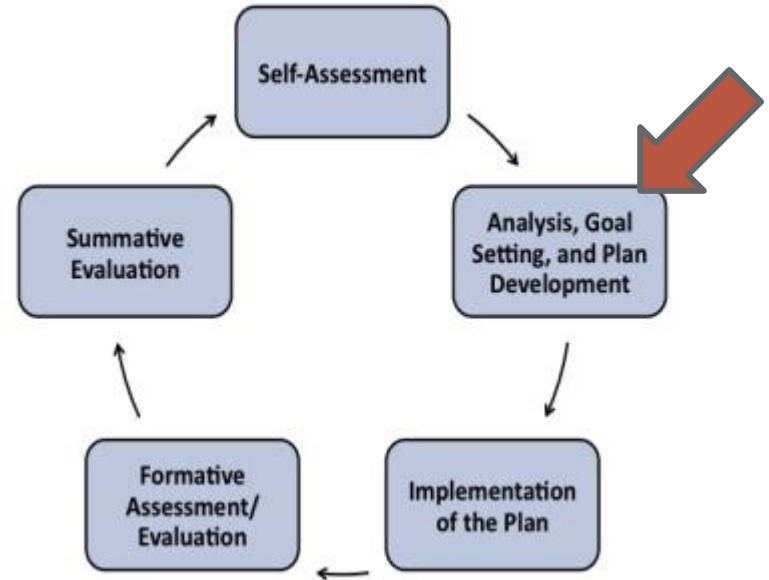 Self-Assessment
Analysis, Goal
Setting, and Plan
Development
Implementation
of the Plan
Formative
Assessment/
Evaluation
Summative
Evaluation